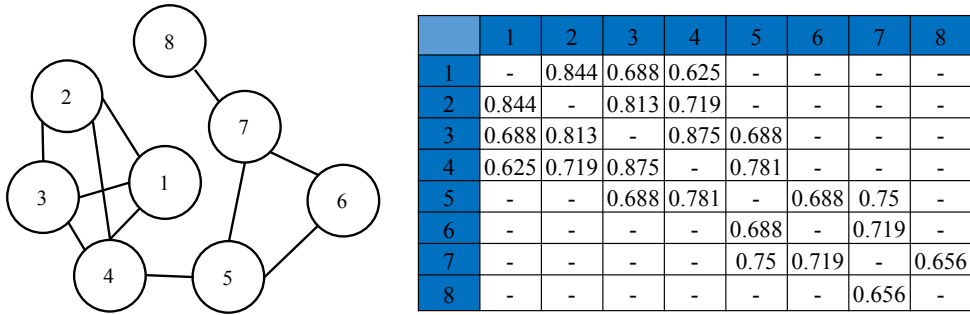 8
2
7
1
3
6
4
5
1 2 3 4 5 6 7 8
1 - 0.844 0.688 0.625 - - - -
2 0.844 - 0.813 0.719 - - - -
3 0.688 0.813 - 0.875 0.688 - - -
4 0.625 0.719 0.875 - 0.781 - - -
5 - - 0.688 0.781 - 0.688 0.75 -
6 - - - - 0.688 - 0.719 -
7 - - - - 0.75 0.719 - 0.656
8 - - - - - - 0.656 -